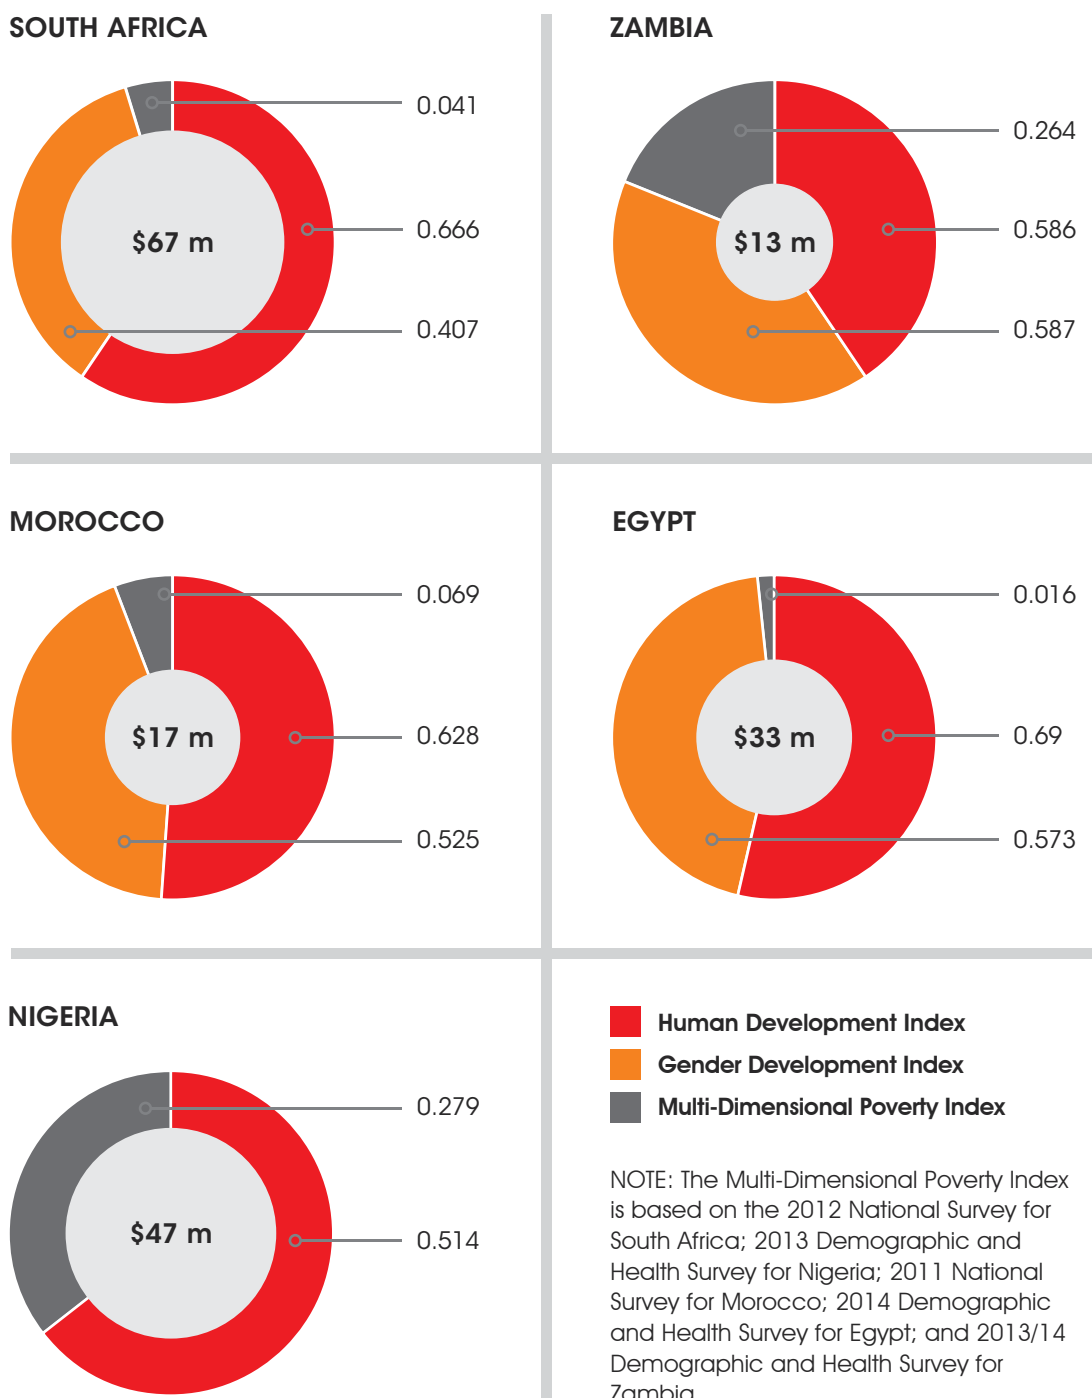 SOUTH AFRICA
0.041
0.666
$67 m
0.407
ZAMBIA
0.264
0.586
$13 m
0.587
MOROCCO
0.069
0.628
$17 m
0.525
EGYPT
0.016
0.69
$33 m
0.573
NIGERIA
0.279
$47 m
0.514
Human Development Index
Gender Development Index
Multi-Dimensional Poverty Index
NOTE: The Multi-Dimensional Poverty Index
is based on the 2012 National Survey for
South Africa; 2013 Demographic and
Health Survey for Nigeria; 2011 National
Survey for Morocco; 2014 Demographic
and Health Survey for Egypt; and 2013/14
Demographic and Health Survey for
Zambia